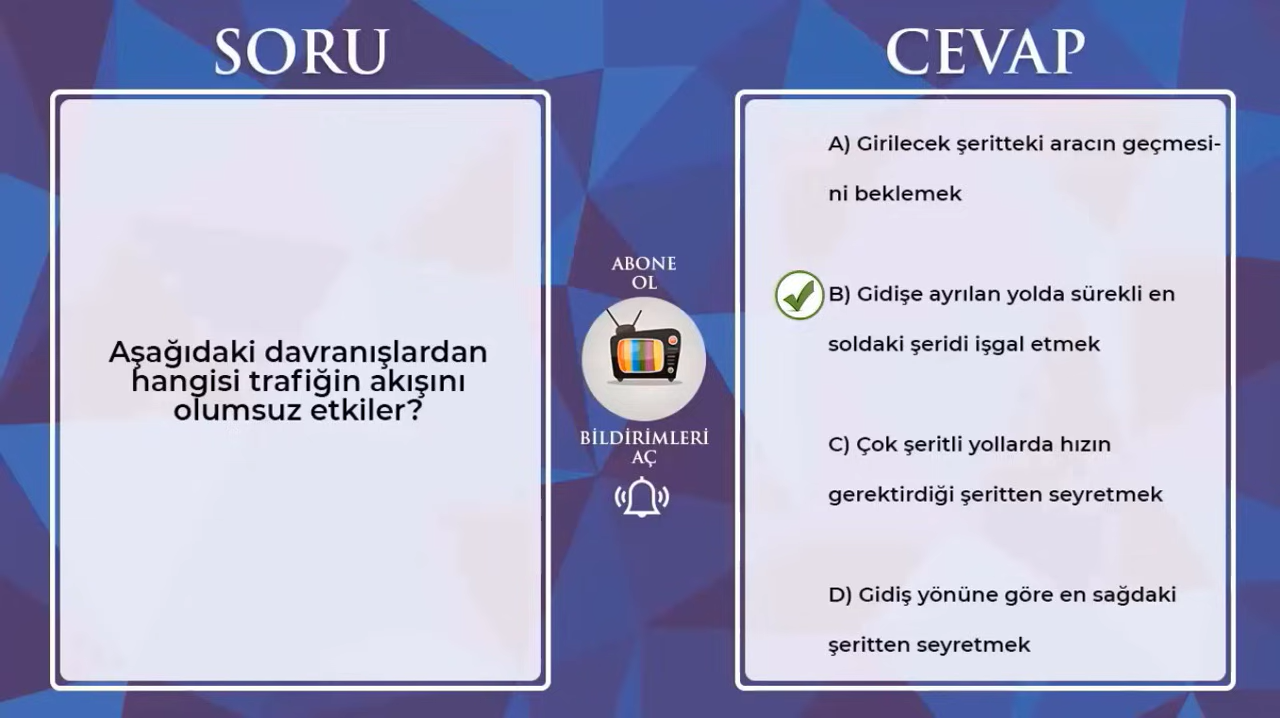 SORU
Aşağıdaki davranışlardan
hangisi trafiğin akışını
olumsuz etkiler?
ABONE
OL
BİLDİRİMLERİ
AÇ
CEVAP
A) Girilecek şeritteki aracın geçmesi-
ni beklemek
B) Gidişe ayrılan yolda sürekli en
soldaki şeridi işgal etmek
C) Çok şeritli yollarda hızın
gerektirdiği şeritten seyretmek
D) Gidiş yönüne göre en sağdaki
şeritten seyretmek